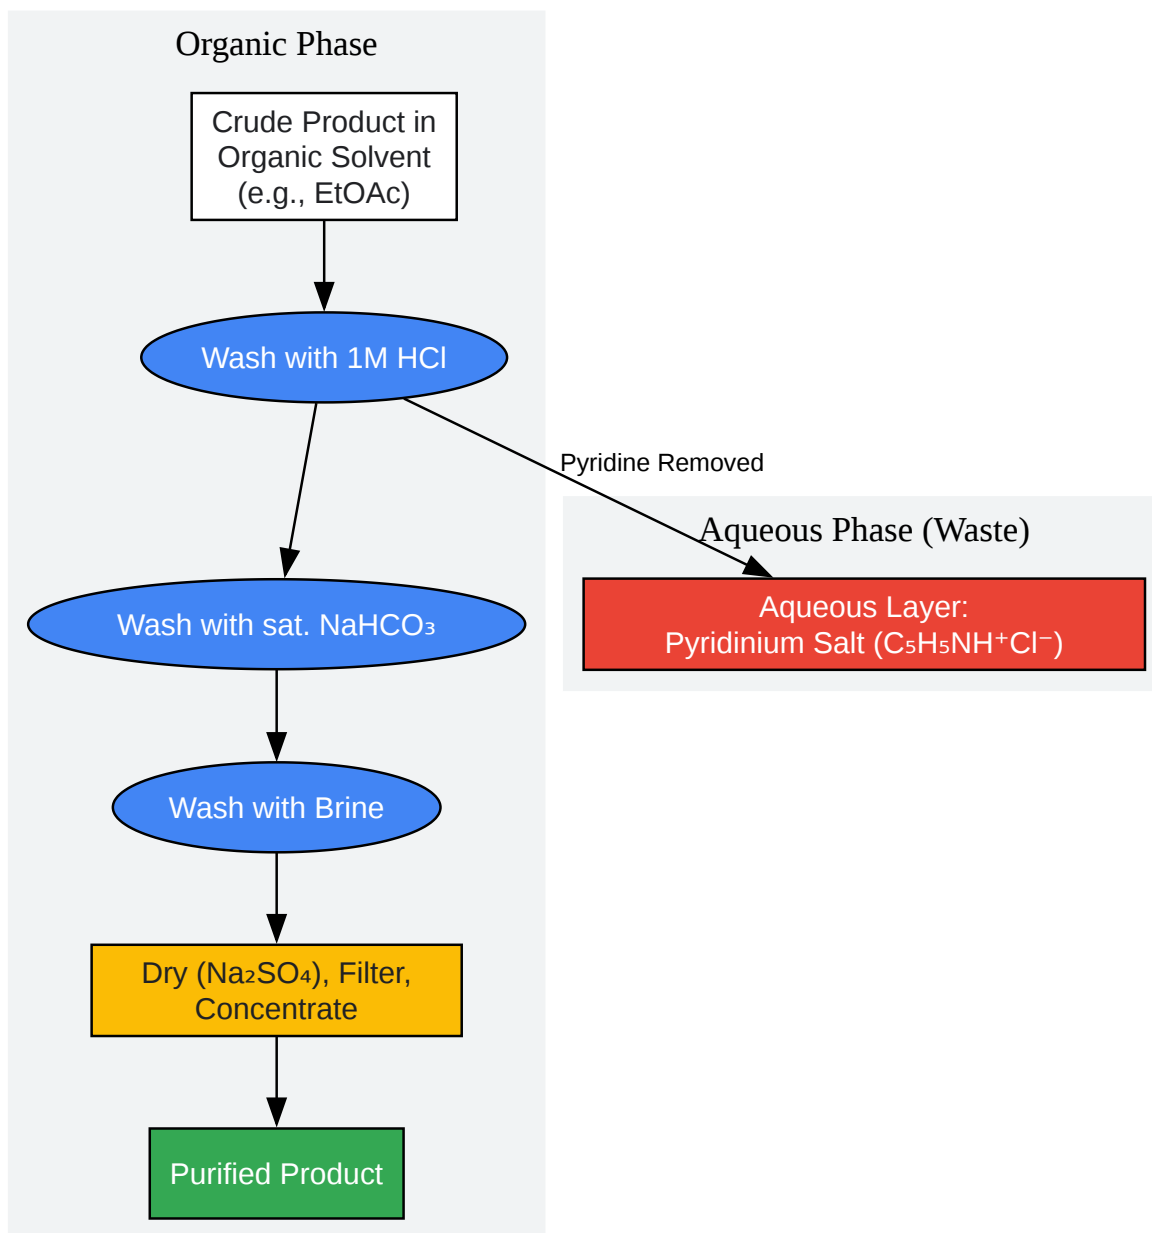 Organic Phase
Crude Product in
Organic Solvent
(e.g., EtOAc)
Wash with 1M HCl
Pyridine Removed
Aqueous Phase (Waste)
Aqueous Layer:
Pyridinium Salt (C₅H₅NH⁺Cl⁻)
Wash with sat. NaHCO₃
Wash with Brine
Dry (Na₂SO₄), Filter,
Concentrate
Purified Product